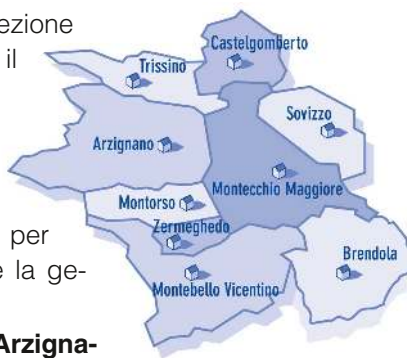 ezione
il
per
e la ge-
Arzigna-
Castelgomberto
Trissino
Sovizzo
Arzignano
Montecchio Maggiore
Montorso
Zermeghedo
Brendola
Montebello Vicentino